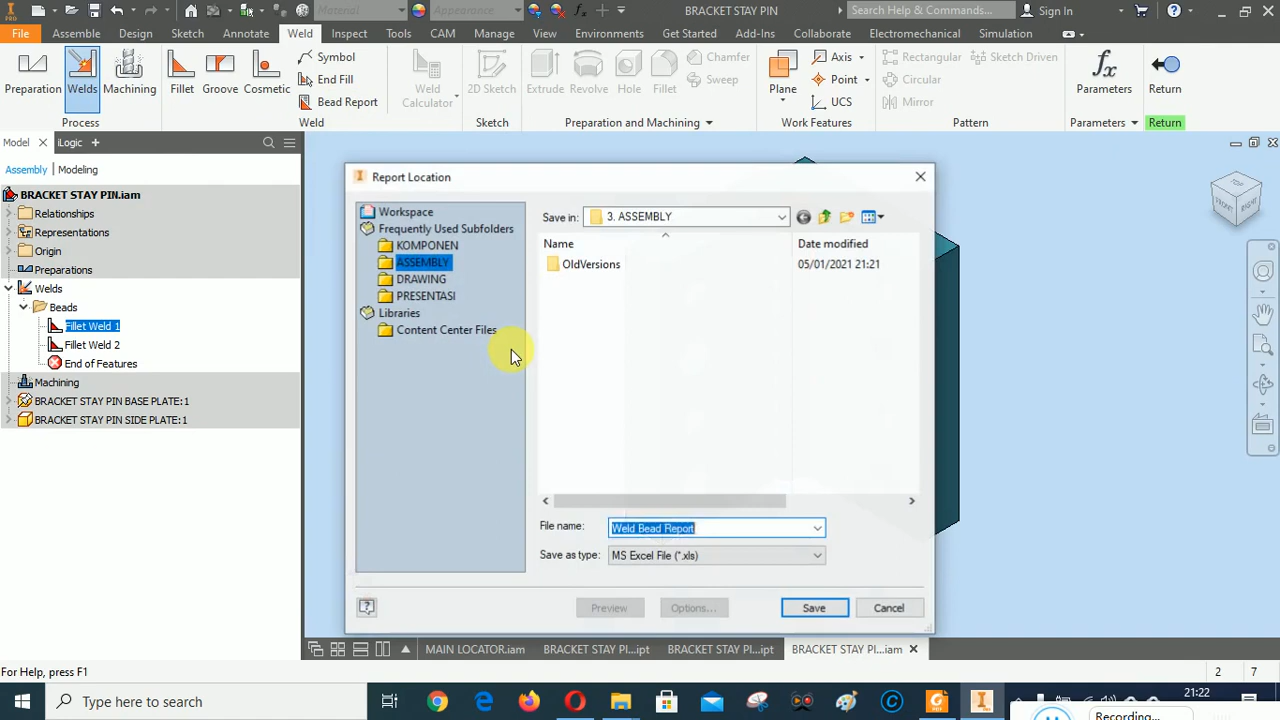 PRO
Material
Appearance
BRACKET STAY PIN
Search Help & Commands...
Sign In
File
Assemble
Design
Sketch
Annotate
Weld
Inspect
Tools
CAM
Manage
View
Environments
Get Started
Add-Ins
Collaborate
Electromechanical
Simulation
Preparation
Welds
Machining
Process
Fillet
Groove
Cosmetic
Symbol
End Fill
Bead Report
Weld
Weld Calculator
2D Sketch
Sketch
Extrude
Revolve
Hole
Fillet
Chamfer
Sweep
Preparation and Machining
Plane
Axis
Point
UCS
Work Features
Rectangular
Sketch Driven
Circular
Mirror
Pattern
fx
Parameters
Parameters
Return
Return
Model
iLogic
Assembly
Modeling
BRACKET STAY PIN.iam
Relationships
Representations
Origin
Preparations
Welds
Beads
Fillet Weld 1
Fillet Weld 2
End of Features
Machining
BRACKET STAY PIN BASE PLATE:1
BRACKET STAY PIN SIDE PLATE:1
Report Location
Workspace
Frequently Used Subfolders
KOMPONEN
ASSEMBLY
DRAWING
PRESENTASI
Libraries
Content Center Files
Save in:
3. ASSEMBLY
Name
Date modified
OldVersions
05/01/2021 21:21
File name:
Weld Bead Report
Save as type:
MS Excel File (*.xls)
Preview
Options...
Save
Cancel
TOP
FRONT
RIGHT
MAIN LOCATOR.iam
BRACKET STAY PI...ipt
BRACKET STAY PI...ipt
BRACKET STAY PI...iam
For Help, press F1
2
7
Type here to search
21:22
Recording...